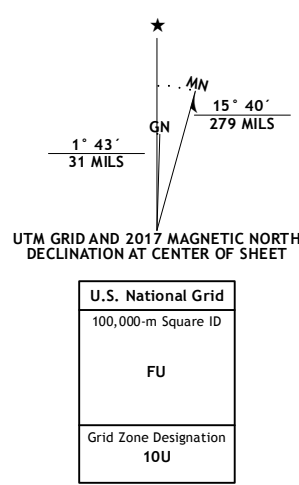 ★
MN
15° 40´
279 MILS
GN
1° 43´
31 MILS
UTM GRID AND 2017 MAGNETIC NORTH
DECLINATION AT CENTER OF SHEET
U.S. National Grid
100,000-m Square ID
FU
Grid Zone Designation
10U